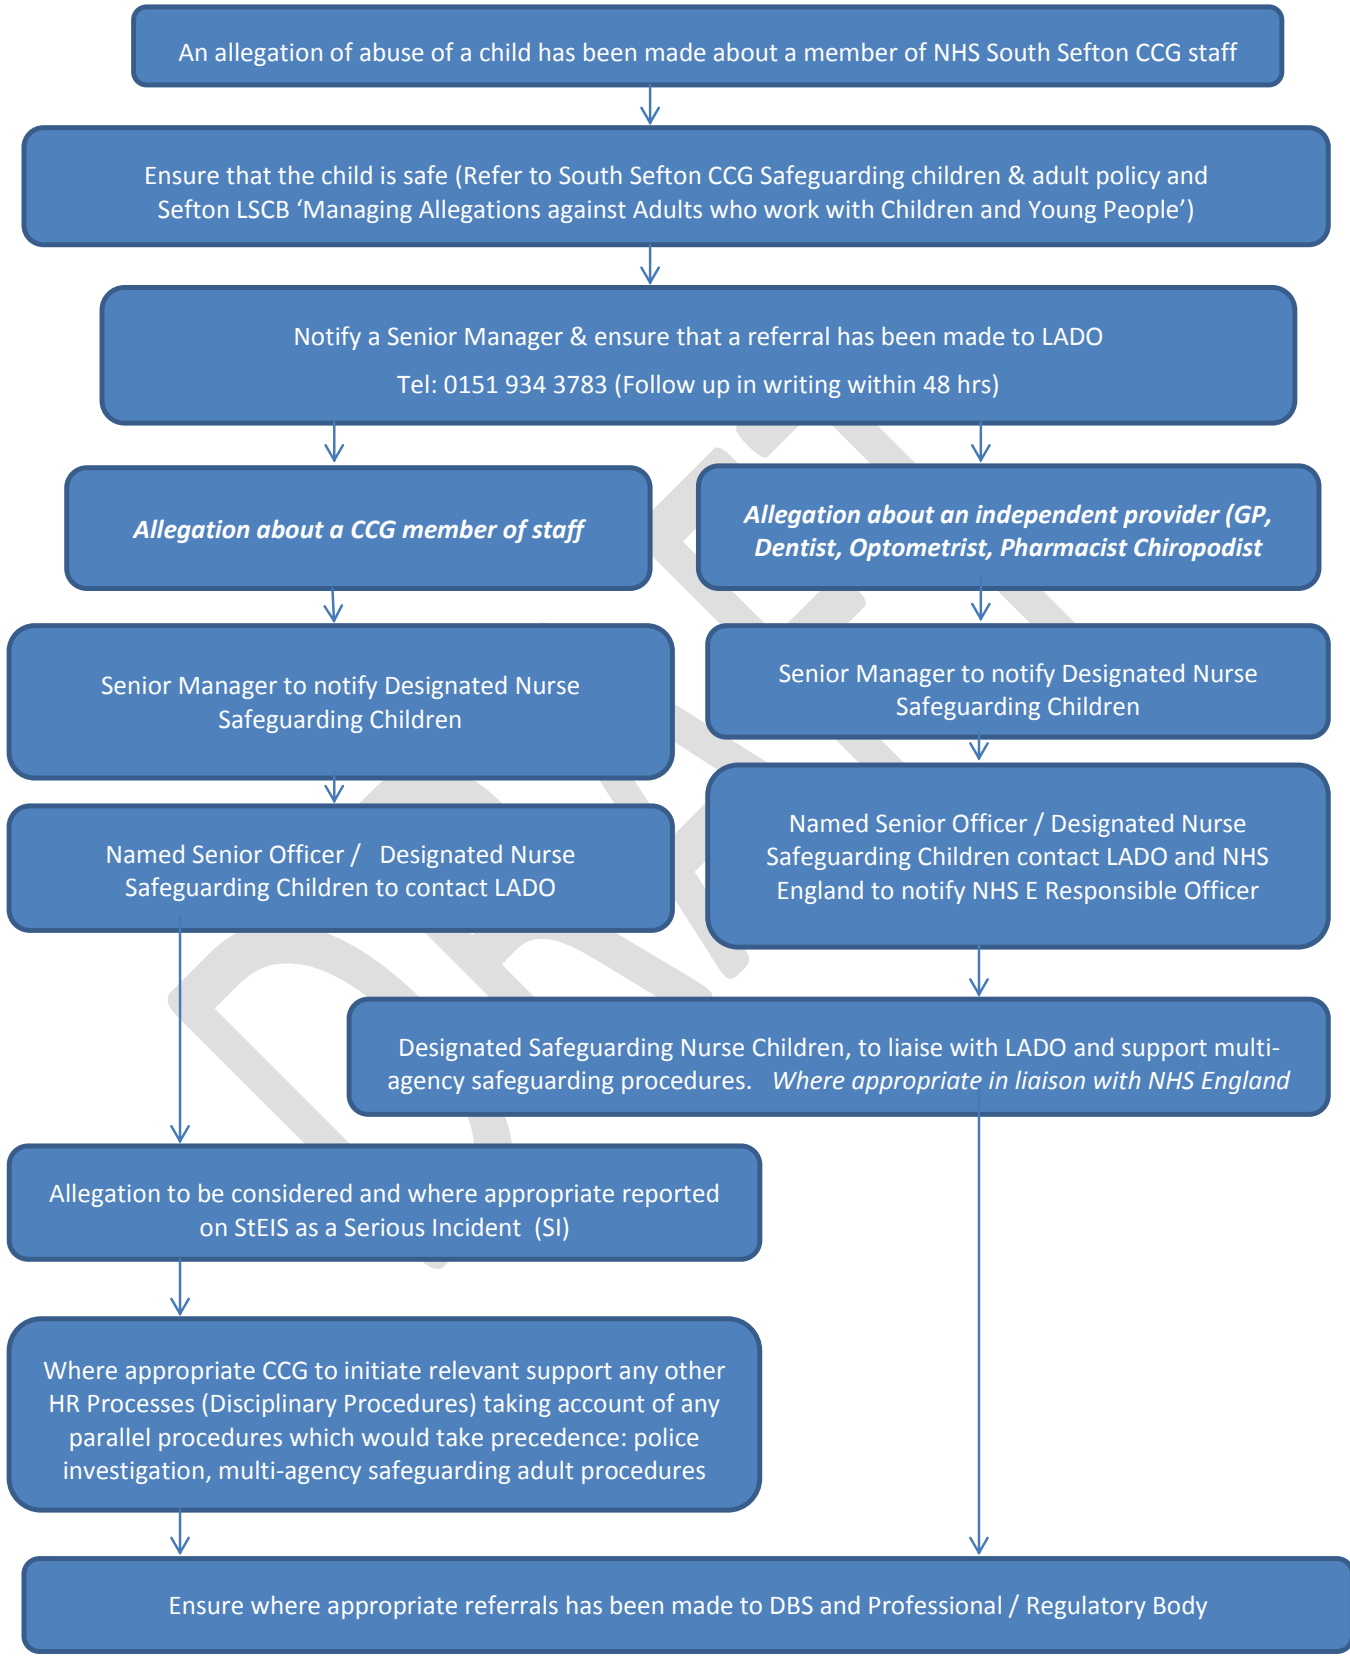 An allegation of abuse of a child has been made about a member of NHS South Sefton CCG staff
Ensure that the child is safe (Refer to South Sefton CCG Safeguarding children & adult policy and
Sefton LSCB ‘Managing Allegations against Adults who work with Children and Young People’)
Notify a Senior Manager & ensure that a referral has been made to LADO
Tel: 0151 934 3783 (Follow up in writing within 48 hrs)
Allegation about a CCG member of staff
Allegation about an independent provider (GP,
Dentist, Optometrist, Pharmacist Chiropodist
Senior Manager to notify Designated Nurse
Safeguarding Children
Senior Manager to notify Designated Nurse
Safeguarding Children
Named Senior Officer / Designated Nurse
Safeguarding Children to contact LADO
Named Senior Officer / Designated Nurse
Safeguarding Children contact LADO and NHS
England to notify NHS E Responsible Officer
Designated Safeguarding Nurse Children, to liaise with LADO and support multi-
agency safeguarding procedures. Where appropriate in liaison with NHS England
Allegation to be considered and where appropriate reported
on StEIS as a Serious Incident (SI)
Where appropriate CCG to initiate relevant support any other
HR Processes (Disciplinary Procedures) taking account of any
parallel procedures which would take precedence: police
investigation, multi-agency safeguarding adult procedures
Ensure where appropriate referrals has been made to DBS and Professional / Regulatory Body
DRAFT